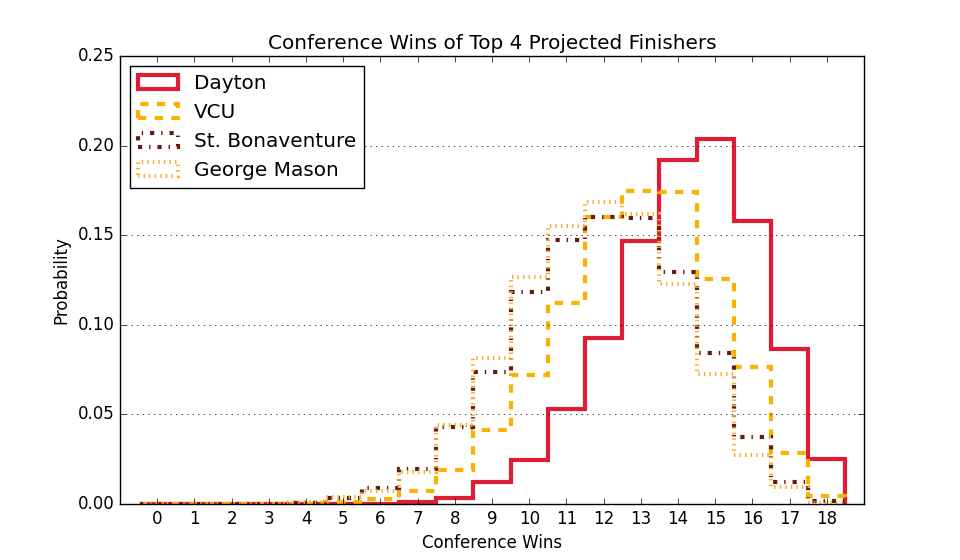 Conference Wins of Top 4 Projected Finishers
0.25
0.20
0.15
0.10
0.05
0.00
Probability
Dayton
VCU
St. Bonaventure
George Mason
0 1 2 3 4 5 6 7 8 9 10 11 12 13 14 15 16 17 18
Conference Wins